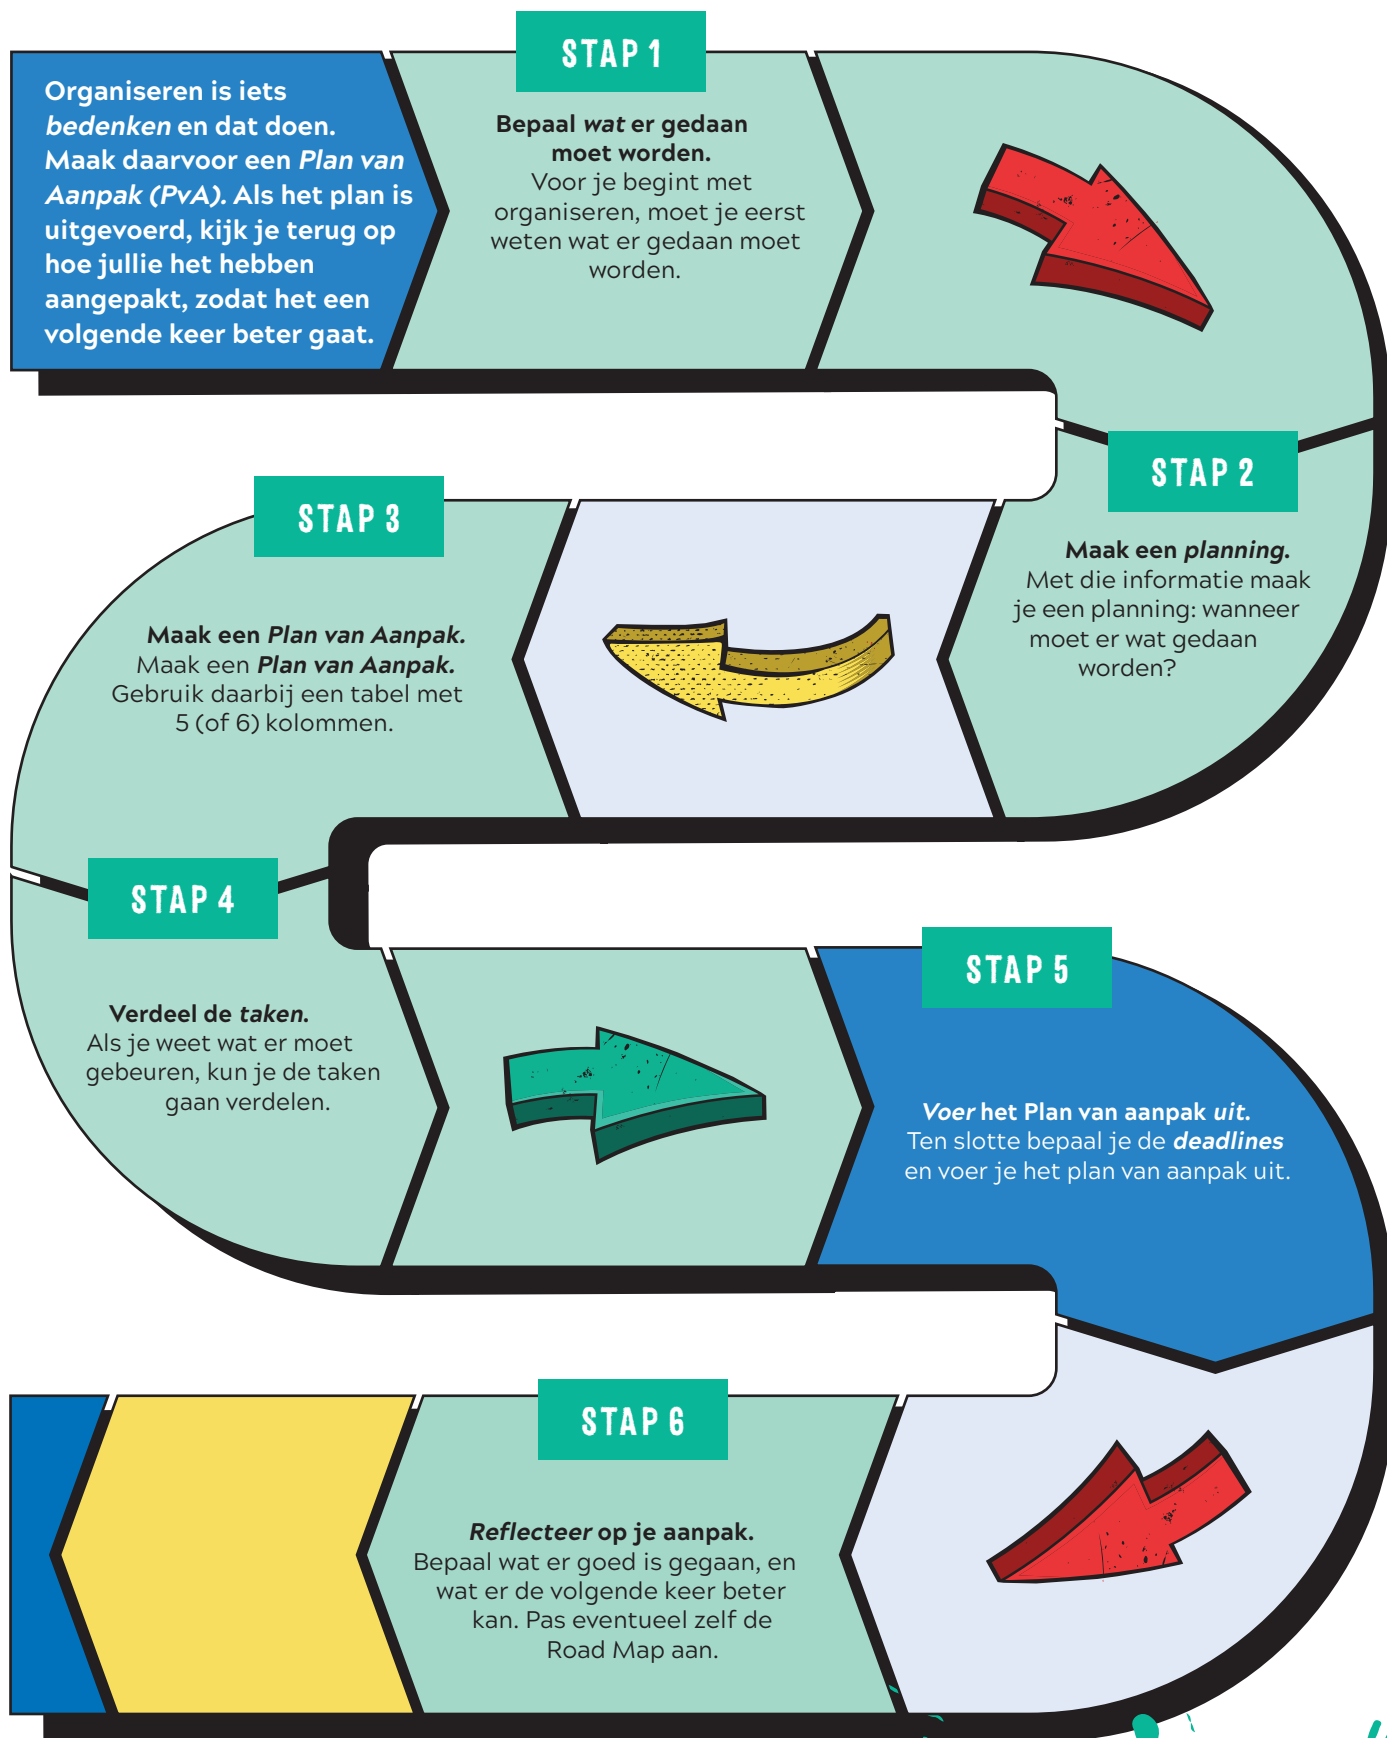 Organiseren is iets
bedenken en dat doen.
Maak daarvoor een Plan van
Aanpak (PvA). Als het plan is
uitgevoerd, kijk je terug op
hoe jullie het hebben
aangepakt, zodat het een
volgende keer beter gaat.
STAP 1
Bepaal wat er gedaan
moet worden.
Voor je begint met
organiseren, moet je eerst
weten wat er gedaan moet
worden.
STAP 2
Maak een planning.
Met die informatie maak
je een planning: wanneer
moet er wat gedaan
worden?
STAP 3
Maak een Plan van Aanpak.
Maak een Plan van Aanpak.
Gebruik daarbij een tabel met
5 (of 6) kolommen.
STAP 4
Verdeel de taken.
Als je weet wat er moet
gebeuren, kun je de taken
gaan verdelen.
STAP 5
Voer het Plan van aanpak uit.
Ten slotte bepaal je de deadlines
en voer je het plan van aanpak uit.
STAP 6
Reflecteer op je aanpak.
Bepaal wat er goed is gegaan, en
wat er de volgende keer beter
kan. Pas eventueel zelf de
Road Map aan.